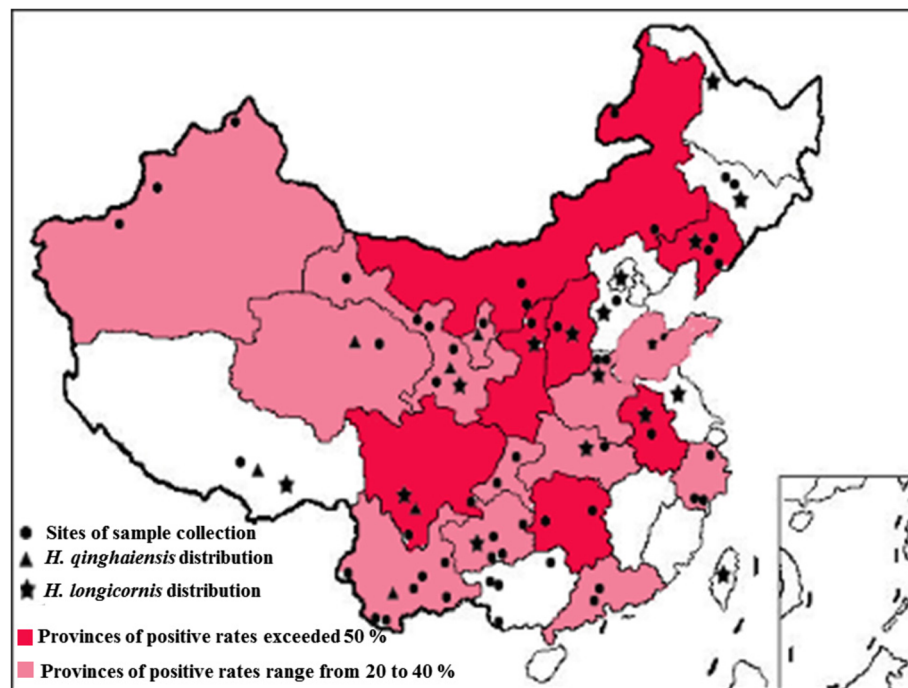 Sites of sample collection
H. qinghaiensis distribution
H. longicornis distribution
Provinces of positive rates exceeded 50 %
Provinces of positive rates range from 20 to 40 %